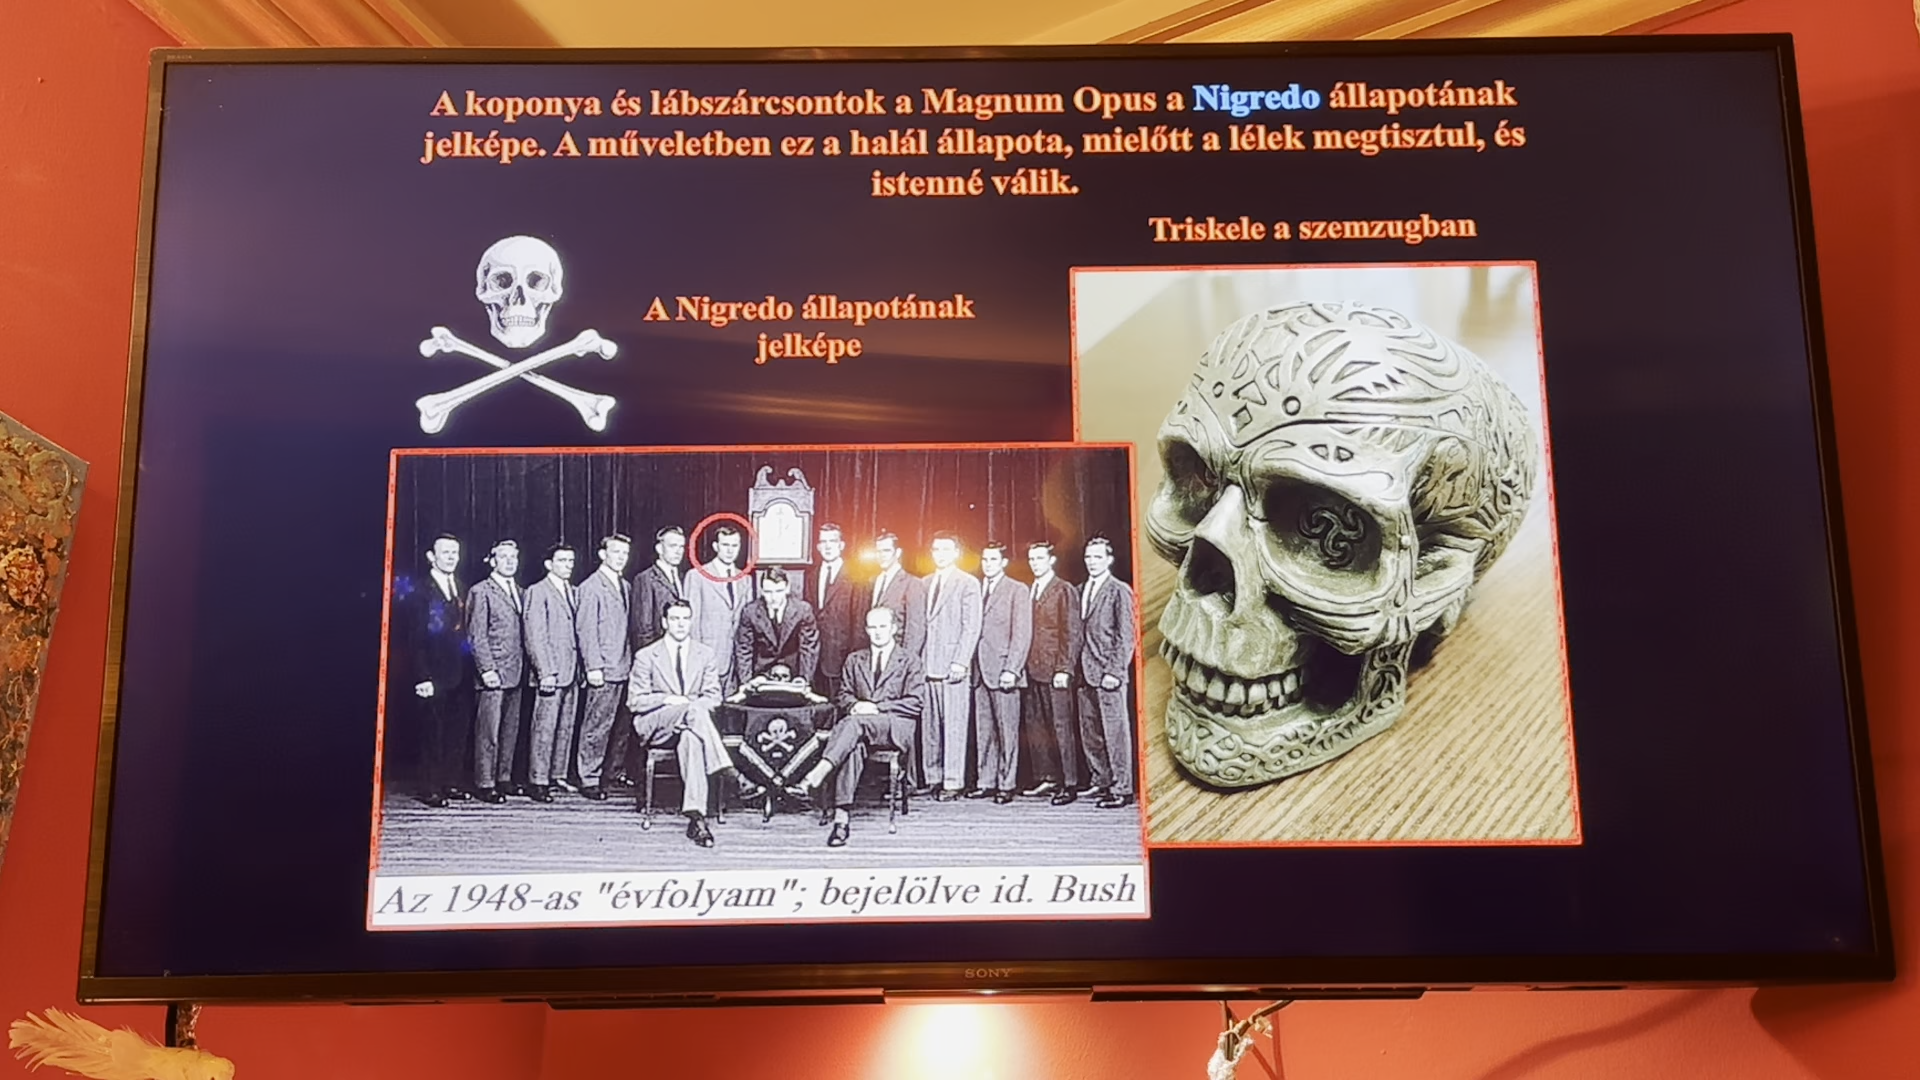 A koponya és lábszárcsontok a Magnum Opus a Nigredo állapotának
jelképe. A műveletben ez a halál állapota, mielőtt a lélek megtisztul, és
istenné válik.
Triskele a szemzugban
A Nigredo állapotának
jelképe
Az 1948-as "évfolyam"; bejelölve id. Bush
SONY